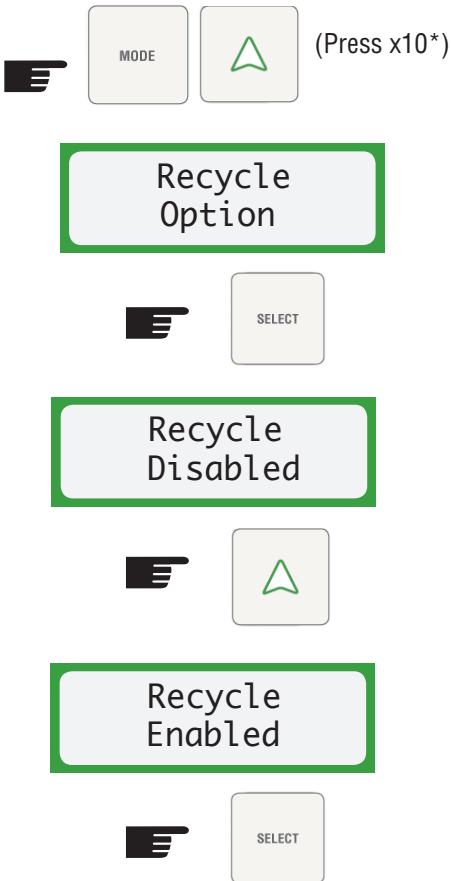 MODE
(Press x10*)
Recycle
Option
SELECT
Recycle
Disabled
Recycle
Enabled
SELECT